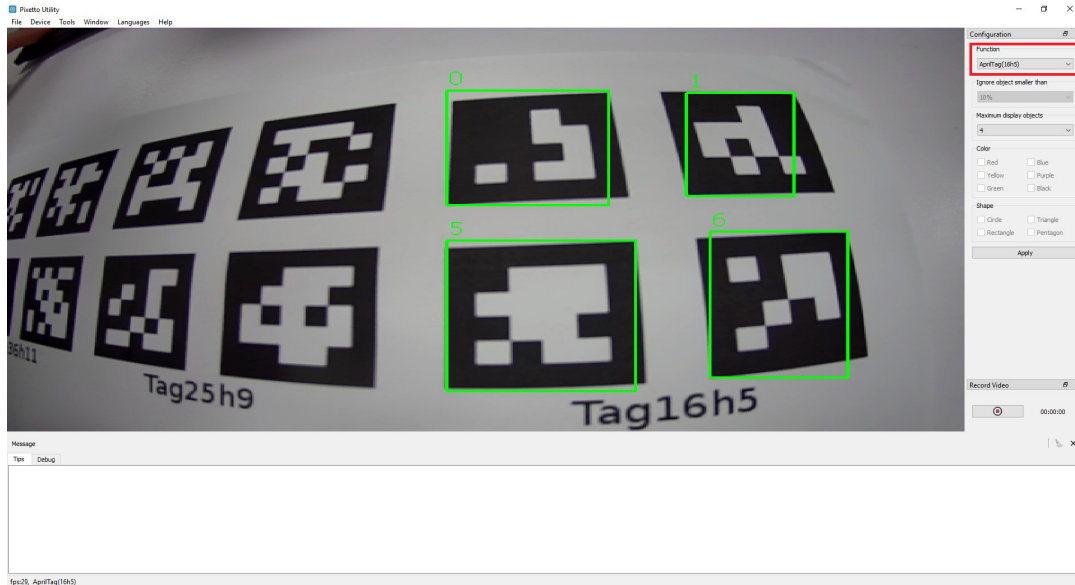 Pixetto Utility
File Device Tools Window Languages Help
Configuration
Function
AprilTag(16h5)
Ignore object smaller than
10%
Maximum display objects
4
Color
Red Blue
Yellow Purple
Green Black
Shape
Circle Triangle
Rectangle Pentagon
Apply
0
1
5
6
36h11
Tag25h9
Tag16h5
Record Video
00:00:00
Message
Tips Debug
fps:29, AprilTag(16h5)